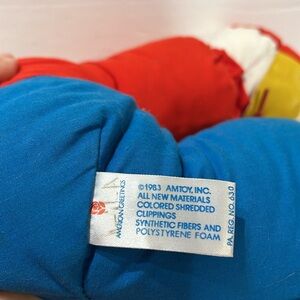 ©1983 AMTOY, INC.
ALL NEW MATERIALS
COLORED SHREDDED
CLIPPINGS
SYNTHETIC FIBERS AND
POLYSTYRENE FOAM
AMERICAN GREETINGS
PA. REG. NO. 630